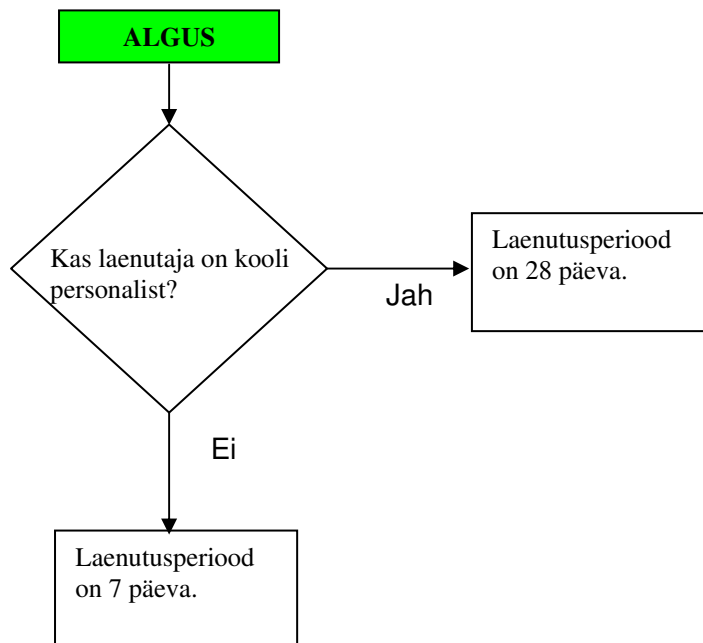 ALGUS
Kas laenutaja on kooli
personalist?
Jah
Laenutusperiood
on 28 päeva.
Ei
Laenutusperiood
on 7 päeva.